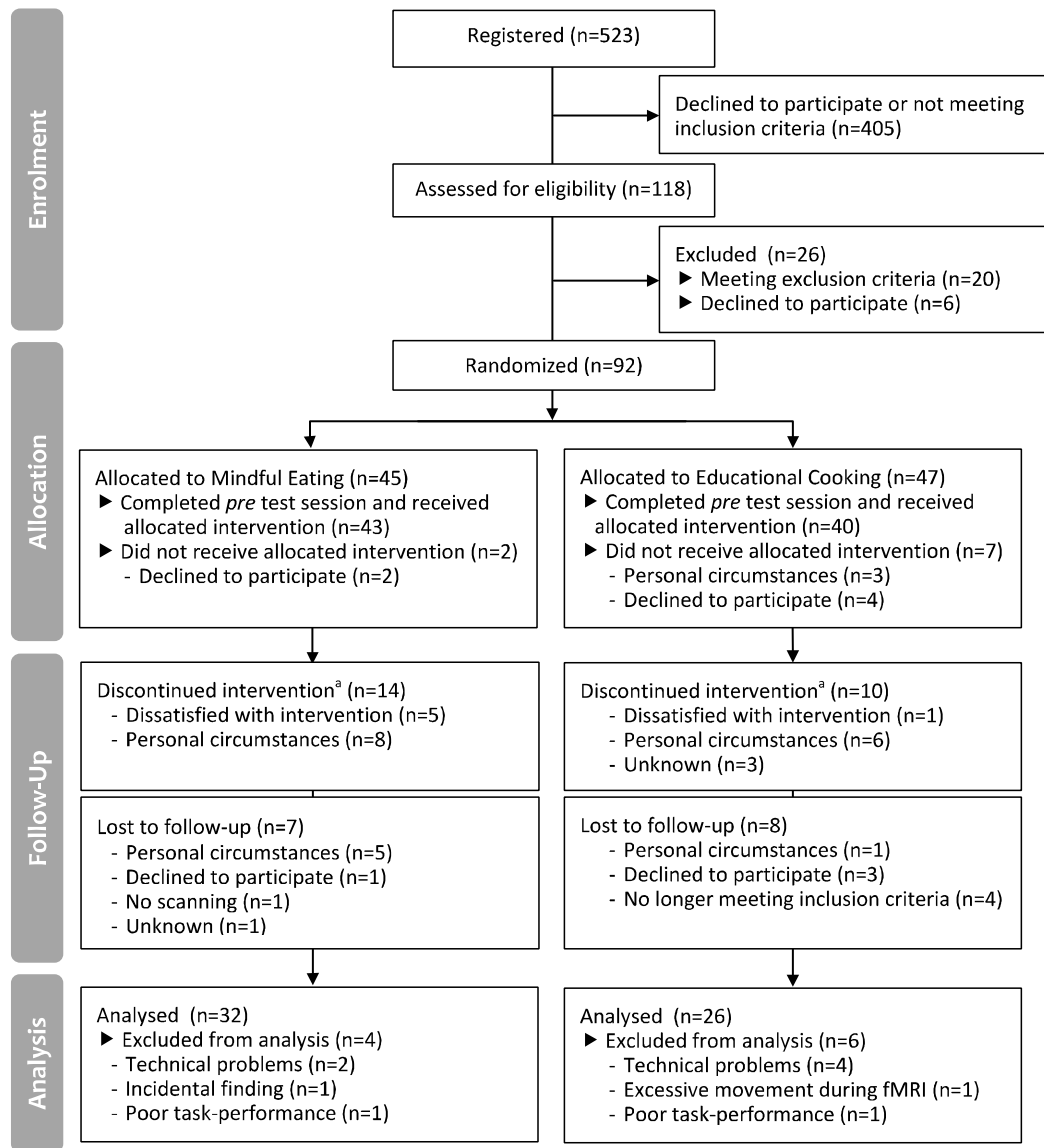 Enrolment
Registered (n=523)
Declined to participate or not meeting
inclusion criteria (n=405)
Assessed for eligibility (n=118)
Excluded (n=26)
▶ Meeting exclusion criteria (n=20)
▶ Declined to participate (n=6)
Randomized (n=92)
Allocation
Allocated to Mindful Eating (n=45)
▶ Completed pre test session and received
allocated intervention (n=43)
▶ Did not receive allocated intervention (n=2)
- Declined to participate (n=2)
Allocated to Educational Cooking (n=47)
▶ Completed pre test session and received
allocated intervention (n=40)
▶ Did not receive allocated intervention (n=7)
- Personal circumstances (n=3)
- Declined to participate (n=4)
Follow-Up
Discontinued interventionᵃ (n=14)
- Dissatisfied with intervention (n=5)
- Personal circumstances (n=8)
Discontinued interventionᵃ (n=10)
- Dissatisfied with intervention (n=1)
- Personal circumstances (n=6)
- Unknown (n=3)
Lost to follow-up (n=7)
- Personal circumstances (n=5)
- Declined to participate (n=1)
- No scanning (n=1)
- Unknown (n=1)
Lost to follow-up (n=8)
- Personal circumstances (n=1)
- Declined to participate (n=3)
- No longer meeting inclusion criteria (n=4)
Analysis
Analysed (n=32)
▶ Excluded from analysis (n=4)
- Technical problems (n=2)
- Incidental finding (n=1)
- Poor task-performance (n=1)
Analysed (n=26)
▶ Excluded from analysis (n=6)
- Technical problems (n=4)
- Excessive movement during fMRI (n=1)
- Poor task-performance (n=1)